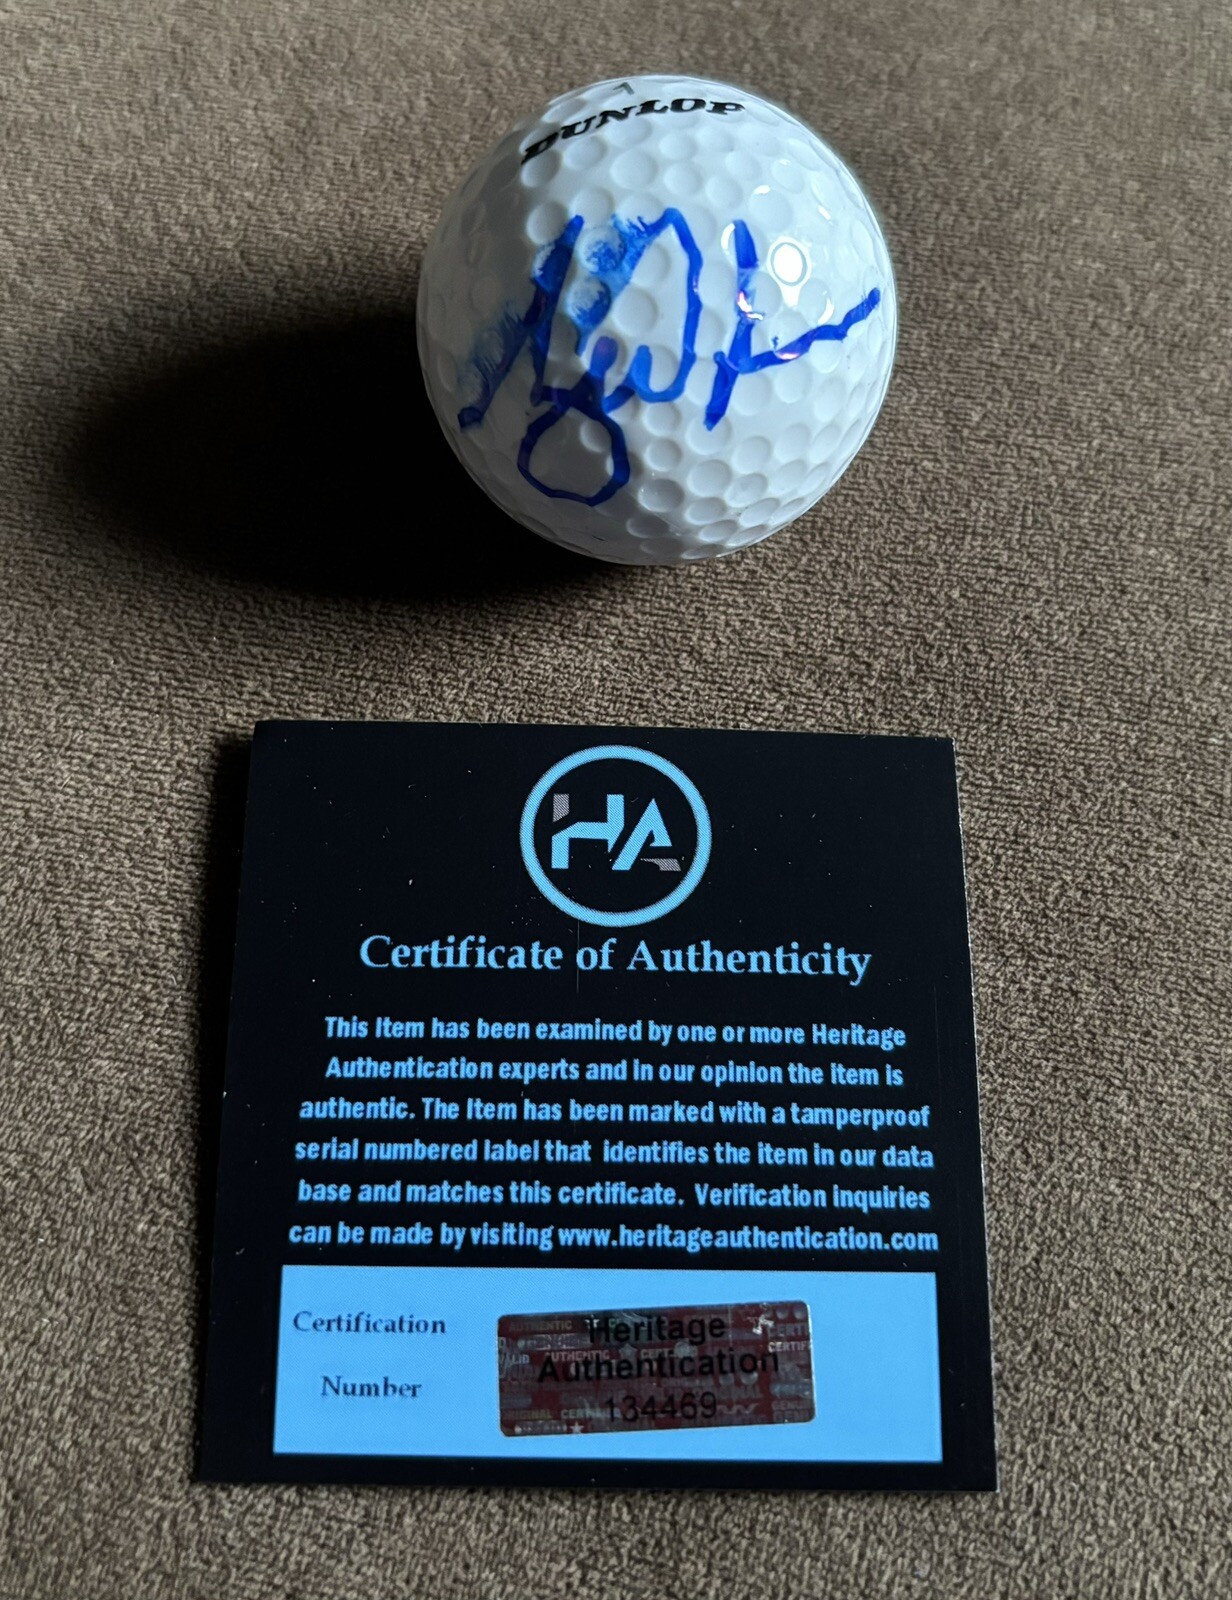 1
DUNLOP
HA
Certificate of Authenticity
This Item has been examined by one or more Heritage
Authentication experts and in our opinion the item is
authentic. The Item has been marked with a tamperproof
serial numbered label that identifies the item in our data
base and matches this certificate. Verification inquiries
can be made by visiting www.heritageauthentication.com
Certification
Number
Heritage
Authentication
134469